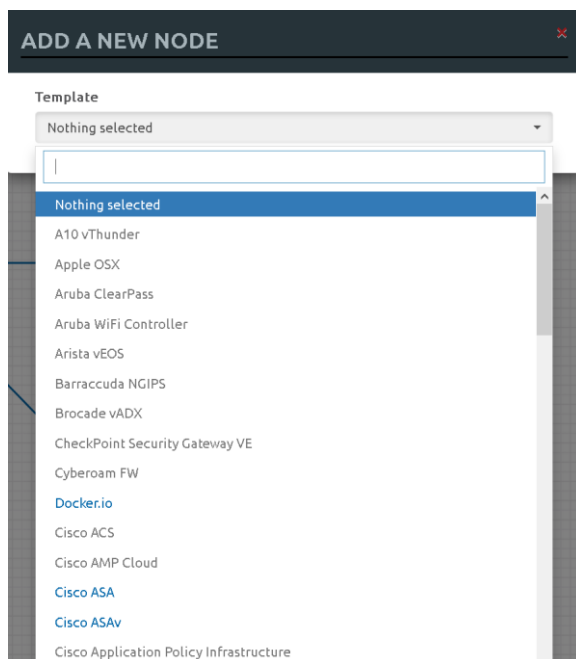 ADD A NEW NODE
Template
Nothing selected
Nothing selected
A10 vThunder
Apple OSX
Aruba ClearPass
Aruba WiFi Controller
Arista vEOS
Barraccuda NGIPS
Brocade vADX
CheckPoint Security Gateway VE
Cyberoam FW
Docker.io
Cisco ACS
Cisco AMP Cloud
Cisco ASA
Cisco ASAv
Cisco Application Policy Infrastructure